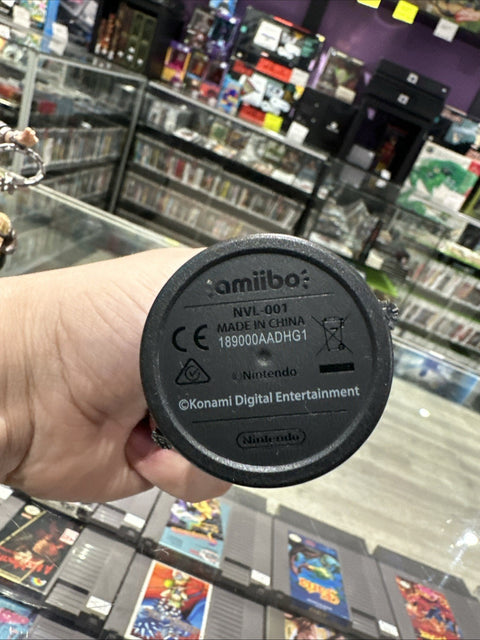 amiibo
NVL-001
MADE IN CHINA
CE
189000AADHG1
© Nintendo
©Konami Digital Entertainment
Nintendo